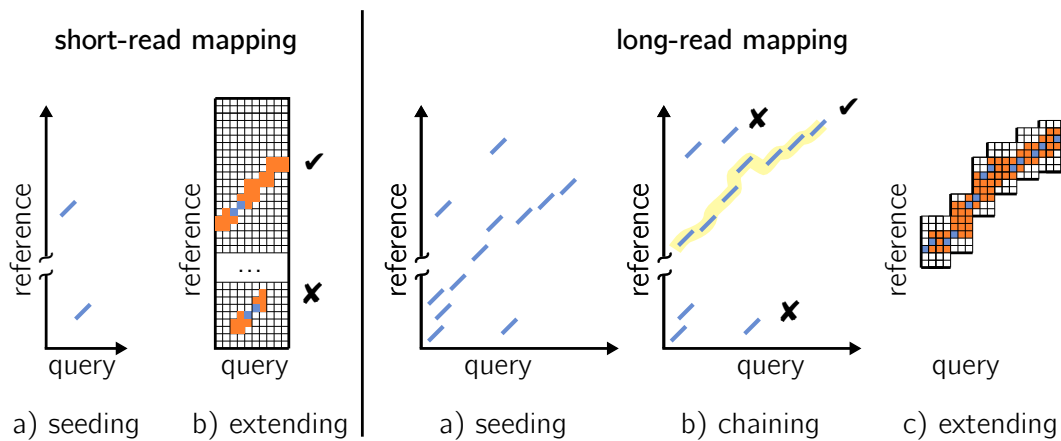 short-read mapping
long-read mapping
reference
query
a) seeding
reference
...
query
b) extending
✔
✘
reference
query
a) seeding
reference
query
b) chaining
✘
✔
✘
reference
query
c) extending